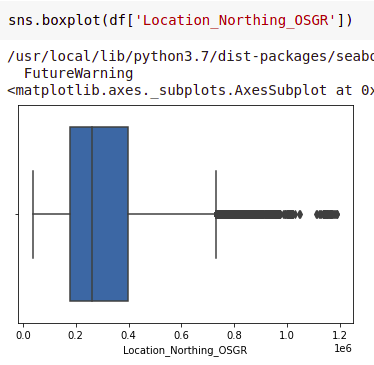 sns.boxplot(df['Location_Northing_OSGR'])
/usr/local/lib/python3.7/dist-packages/seabo
FutureWarning
<matplotlib.axes._subplots.AxesSubplot at 0x
0.0 0.2 0.4 0.6 0.8 1.0 1.2
1e6
Location_Northing_OSGR